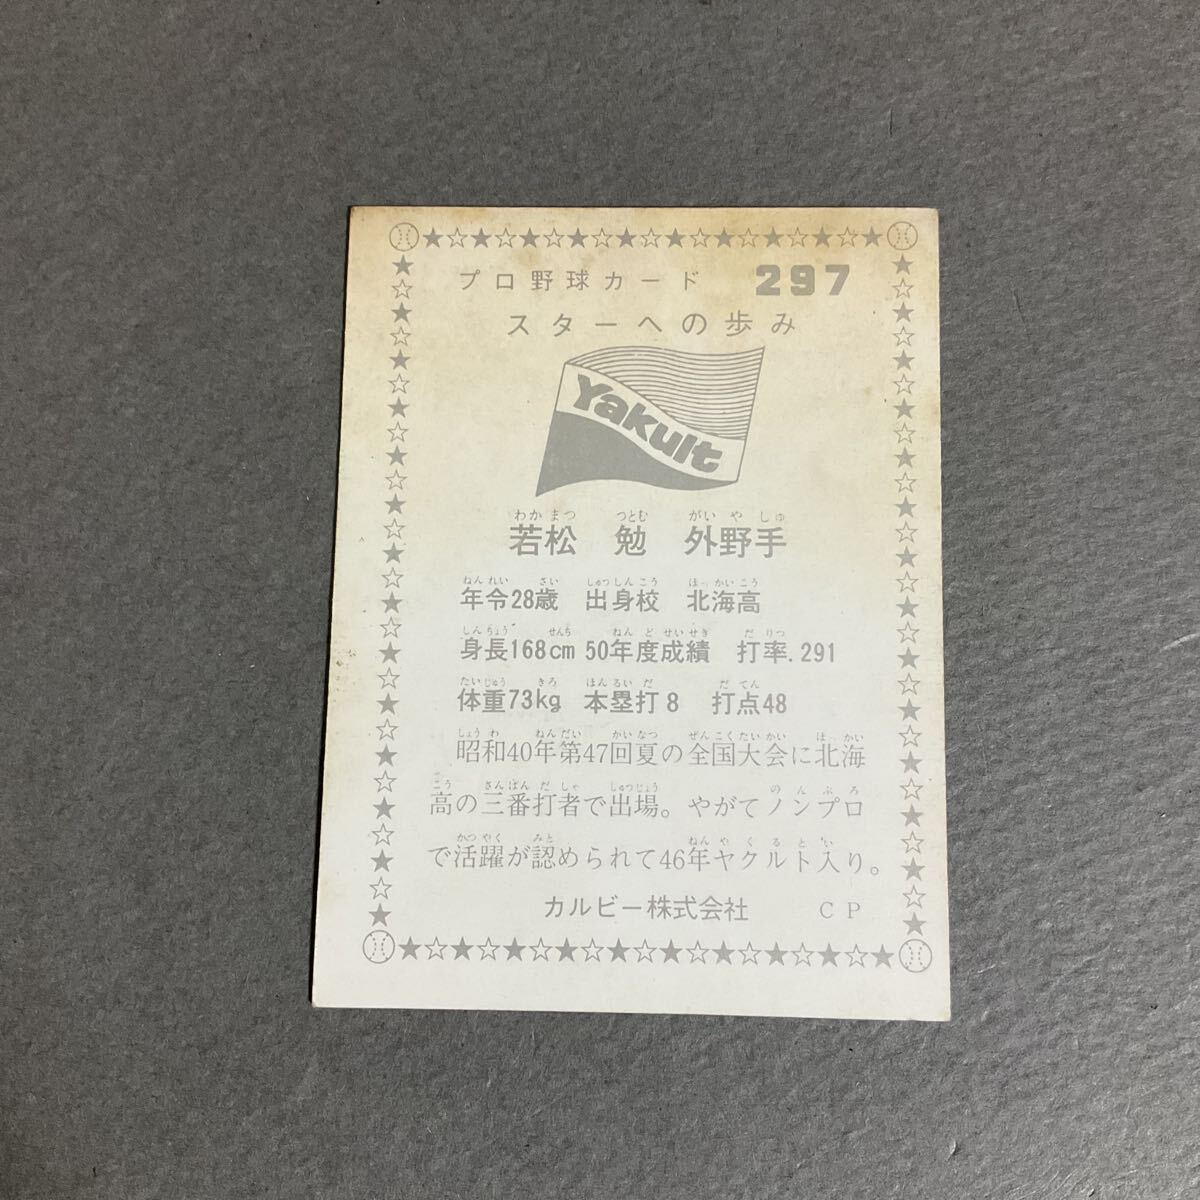 プロ野球カード 297
スターへの歩み
Yakult
わかまつ つとむ がいやしゅ
若松 勉 外野手
ねんれい さい しゅっしんこう ほっかいこう
年令28歳 出身校 北海高
しんちょう せんち ねんどせいせき だりつ
身長168cm 50年度成績 打率.291
たいじゅう きろ ほんるいだ だてん
体重73kg 本塁打8 打点48
しょうわ ねんだい かいなつ ぜんこくたいかい ほっかい
昭和40年第47回夏の全国大会に北海
こう さんばんだしゃ しゅつじょう のんぷろ
高の三番打者で出場。やがてノンプロ
かつやく みと ねんやくるとい
で活躍が認められて46年ヤクルト入り。
カルビー株式会社 CP